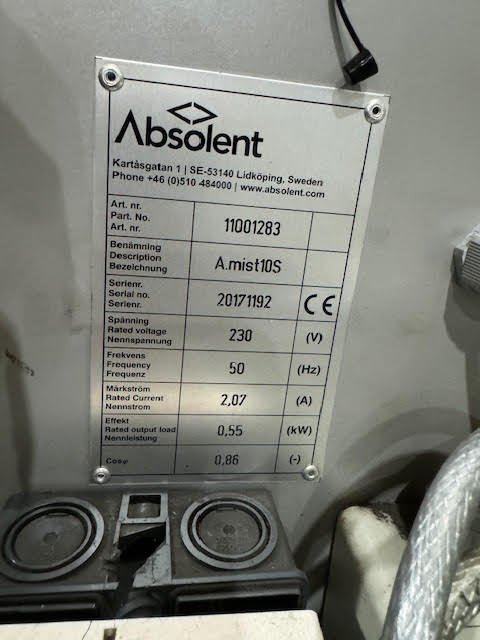 Absolent
Kartåsgatan 1 | SE-53140 Lidköping, Sweden
Phone +46 (0)510 484000 | www.absolent.com
Art. nr.
Part. No.
Art. nr.
11001283
Benämning
Description
Bezeichnung
A.mist10S
Serienr.
Serial no.
Serienr.
20171192
CE
Spänning
Rated voltage
Nennspannung
230
(V)
Frekvens
Frequency
Frequenz
50
(Hz)
Märkström
Rated Current
Nennstrom
2,07
(A)
Effekt
Rated output load
Nennleistung
0,55
(kW)
Cosφ
0,86
(-)